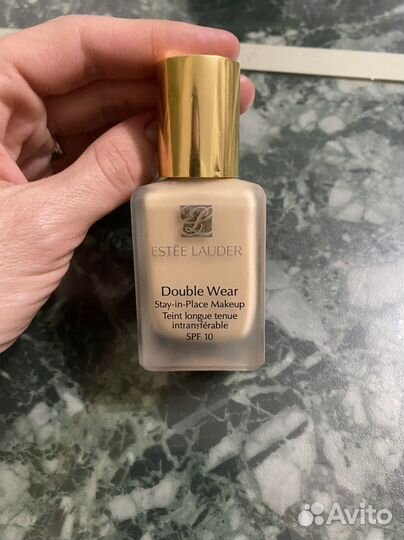 ESTĒE LAUDER
Double Wear
Stay-in-Place Makeup
Teint longue tenue
intransférable
SPF 10
Avito